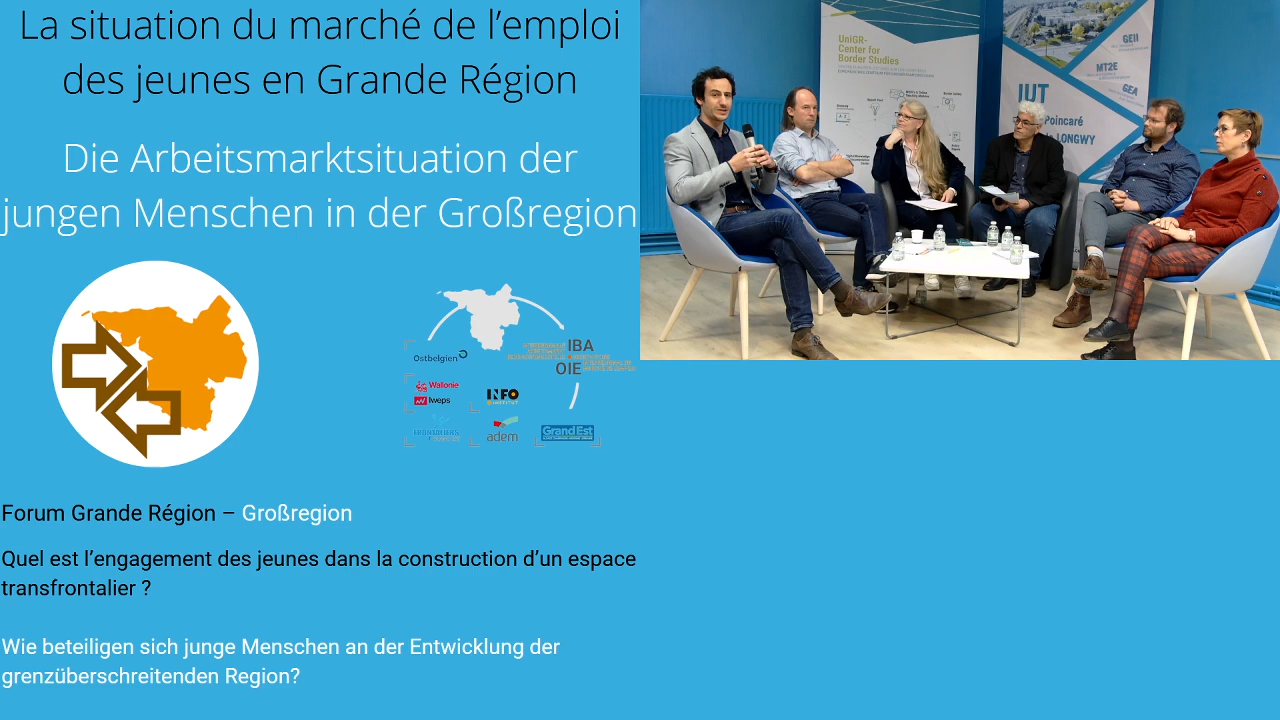 La situation du marché de l’emploi
des jeunes en Grande Région
Die Arbeitsmarktsituation der
jungen Menschen in der Großregion
Ostbelgien
Wallonie
Iweps
INFO
INSTITUT
adem
GrandEst
IBA
OIE
Forum Grande Région – Großregion
Quel est l’engagement des jeunes dans la construction d’un espace
transfrontalier ?
Wie beteiligen sich junge Menschen an der Entwicklung der
grenzüberschreitenden Region?
UniGR-
Center for
Border Studies
IUT
Poincaré
LONGWY
GEII
MT2E
GEA